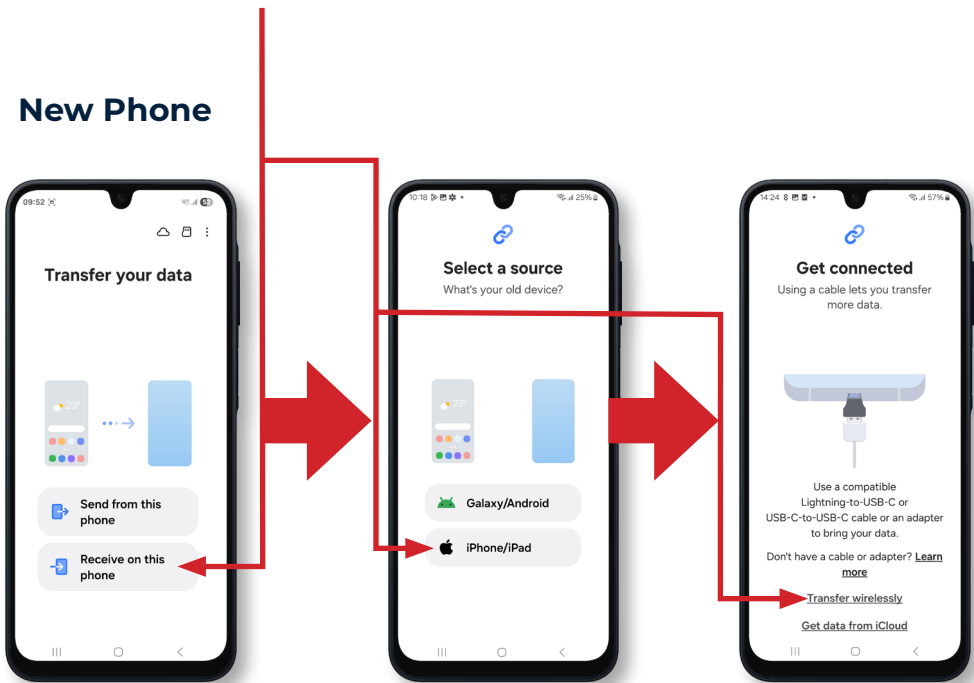 New Phone
09:52
Transfer your data
23°
Send from this
phone
Receive on this
phone
10:18
25%
Select a source
What's your old device?
23°
Galaxy/Android
iPhone/iPad
14:24
57%
Get connected
Using a cable lets you transfer
more data.
Use a compatible
Lightning-to-USB-C or
USB-C-to-USB-C cable or an adapter
to bring your data.
Don't have a cable or adapter? Learn
more
Transfer wirelessly
Get data from iCloud